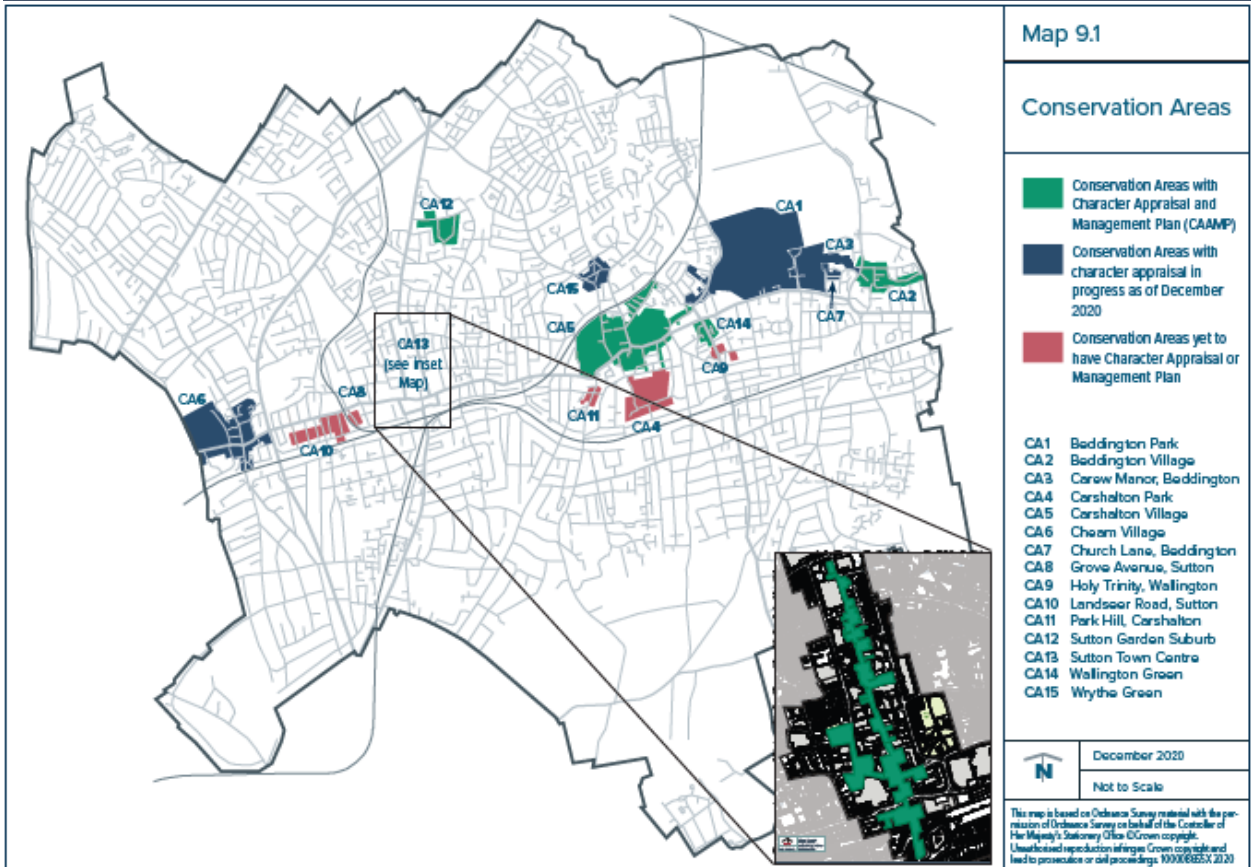 Map 9.1
Conservation Areas
Conservation Areas with
Character Appraisal and
Management Plan (CAAMP)
Conservation Areas with
character appraisal in
progress as of December
2020
Conservation Areas yet to
have Character Appraisal or
Management Plan
CA1 Beddington Park
CA2 Beddington Village
CA3 Carew Manor, Beddington
CA4 Carshalton Park
CA5 Carshalton Village
CA6 Cheam Village
CA7 Church Lane, Beddington
CA8 Grove Avenue, Sutton
CA9 Holy Trinity, Wallington
CA10 Landseer Road, Sutton
CA11 Park Hill, Carshalton
CA12 Sutton Garden Suburb
CA13 Sutton Town Centre
CA14 Wallington Green
CA15 Wrythe Green
N
December 2020
Not to Scale
This map is based on Ordnance Survey material with the per-
mission of Ordnance Survey on behalf of the Controller of
Her Majesty's Stationery Office © Crown copyright.
Unauthorised reproduction infringes Crown copyright and
lead to prosecution or civil proceedings. 2020
CA12
CA1
CA3
CA15
CA2
CA7
CA5
CA14
CA13
(see Inset
Map)
CA9
CA8
CA6
CA11
CA4
CA10